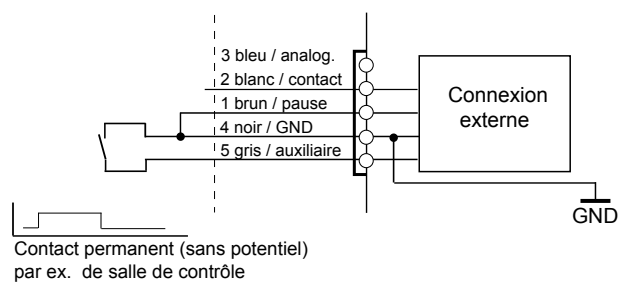 3 bleu / analog.
2 blanc / contact
1 brun / pause
4 noir / GND
5 gris / auxiliaire
Connexion
externe
GND
Contact permanent (sans potentiel)
par ex. de salle de contrôle